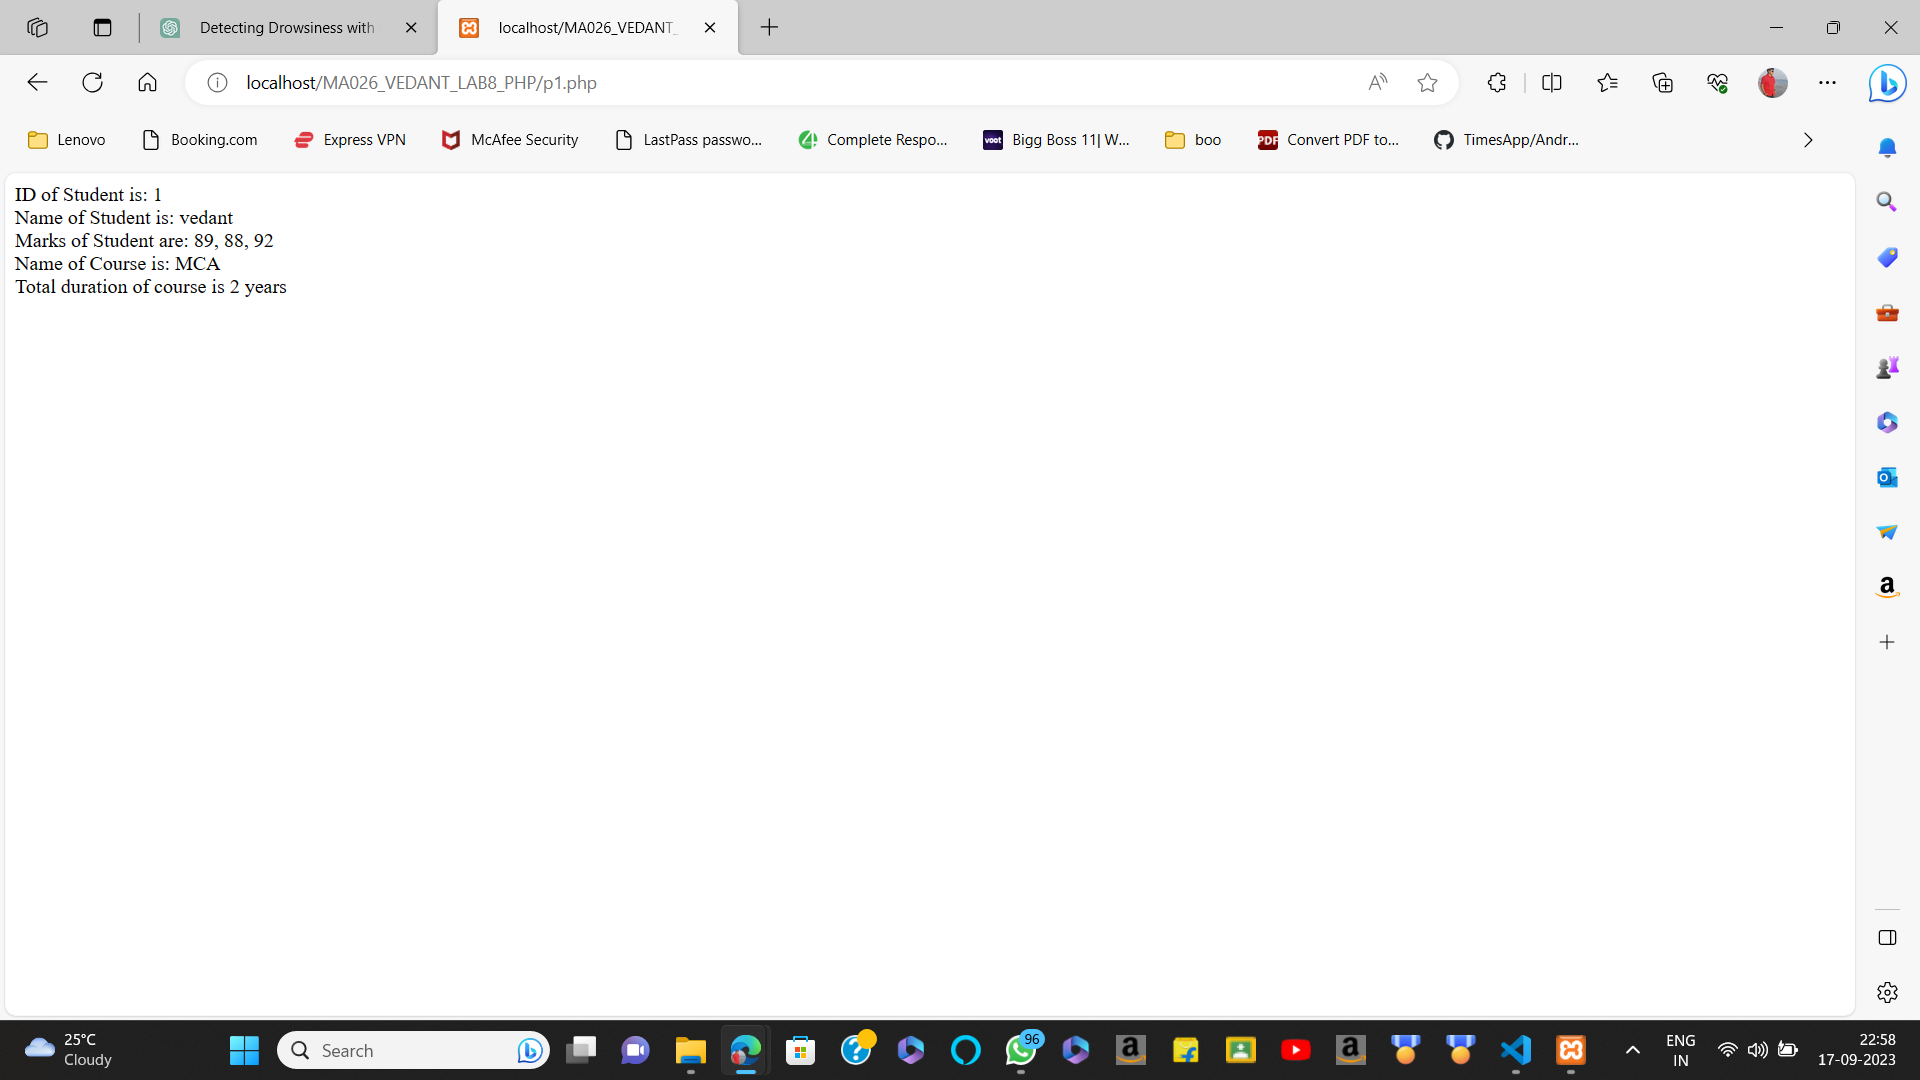 Detecting Drowsiness with
localhost/MA026_VEDANT_
localhost/MA026_VEDANT_LAB8_PHP/p1.php
Lenovo
Booking.com
Express VPN
McAfee Security
LastPass passwo...
Complete Respo...
voot
Bigg Boss 11| W...
boo
PDF
Convert PDF to...
TimesApp/Andr...
ID of Student is: 1
Name of Student is: vedant
Marks of Student are: 89, 88, 92
Name of Course is: MCA
Total duration of course is 2 years
25°C
Cloudy
Search
96
ENG
IN
22:58
17-09-2023